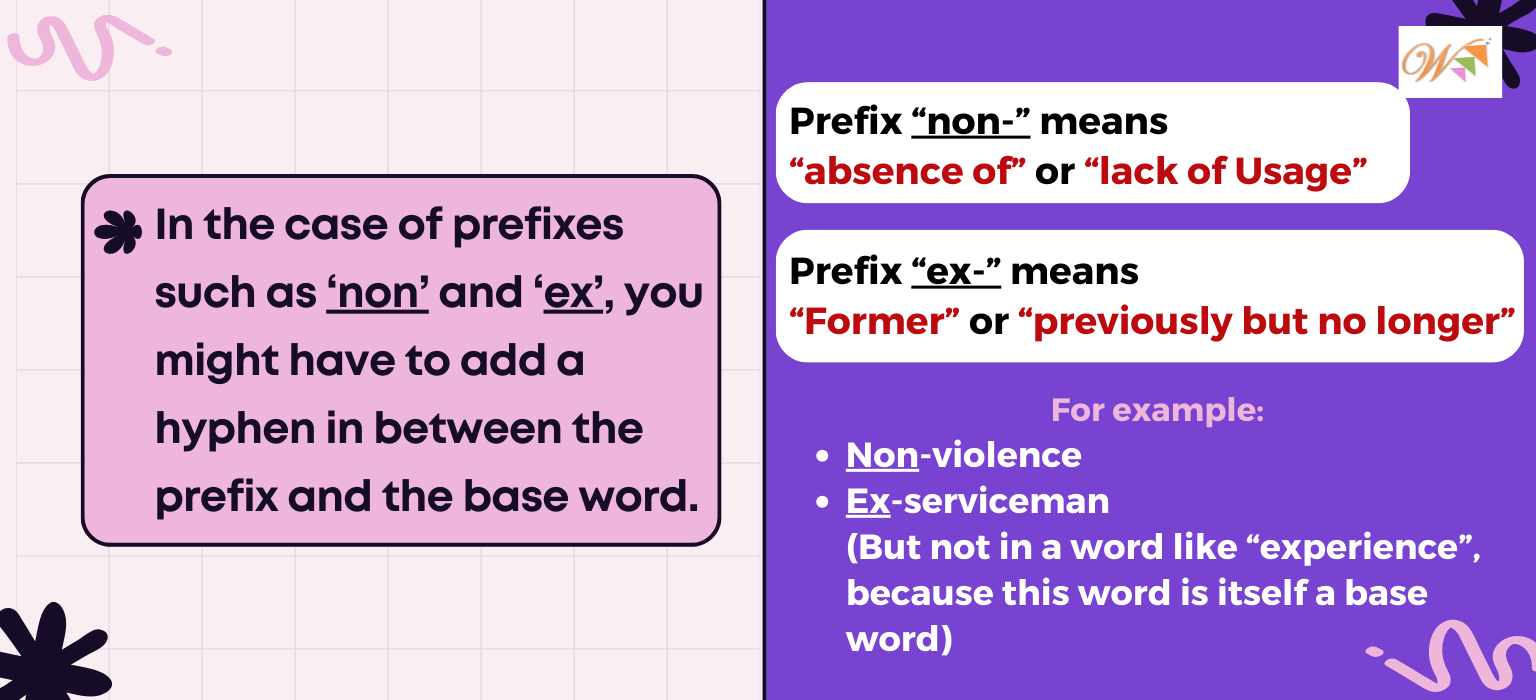 In the case of prefixes
such as ‘non’ and ‘ex’, you
might have to add a
hyphen in between the
prefix and the base word.
W
Prefix “non-” means
“absence of” or “lack of Usage”
Prefix “ex-” means
“Former” or “previously but no longer”
For example:
• Non-violence
• Ex-serviceman
(But not in a word like “experience”,
because this word is itself a base
word)